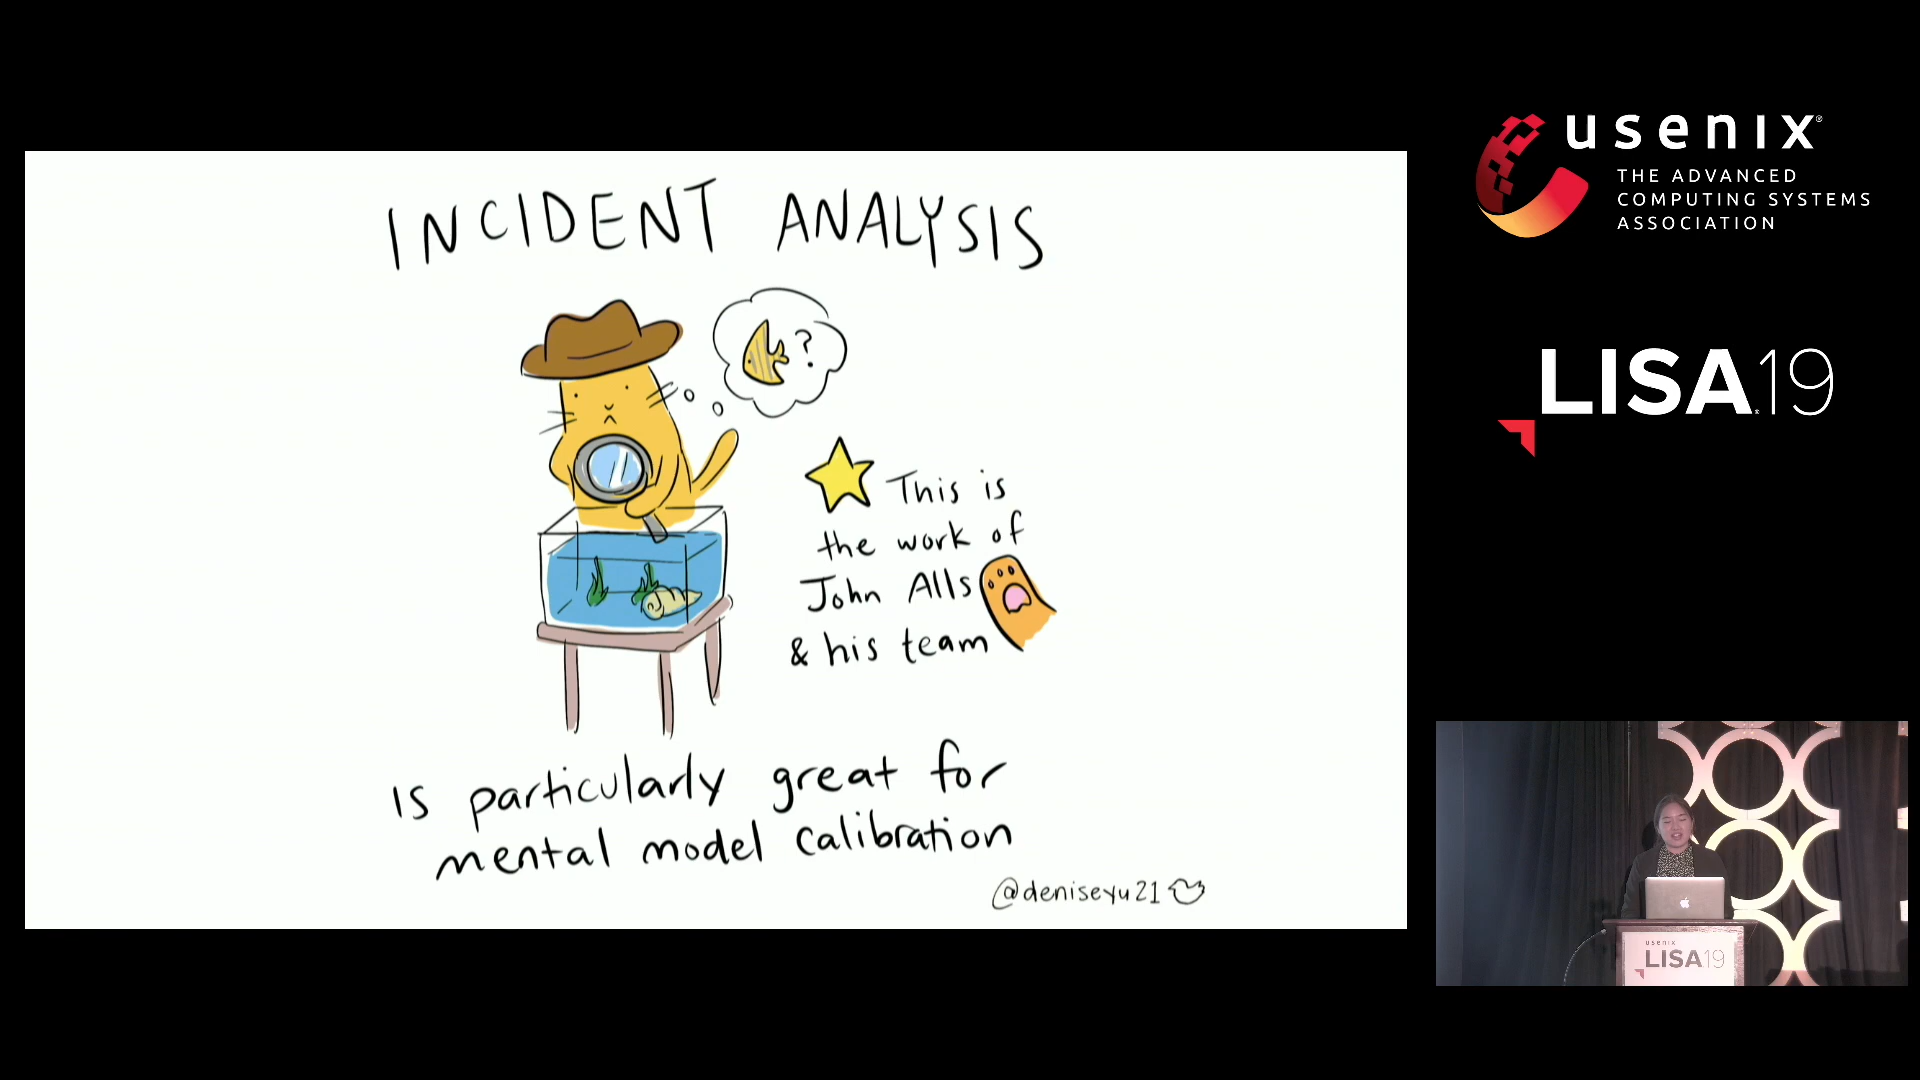 INCIDENT ANALYSIS
?
This is
the work of
John Alls
& his team
is particularly great for
mental model calibration
@deniseyu21
usenix®
THE ADVANCED
COMPUTING SYSTEMS
ASSOCIATION
LISA19
usenix
LISA19